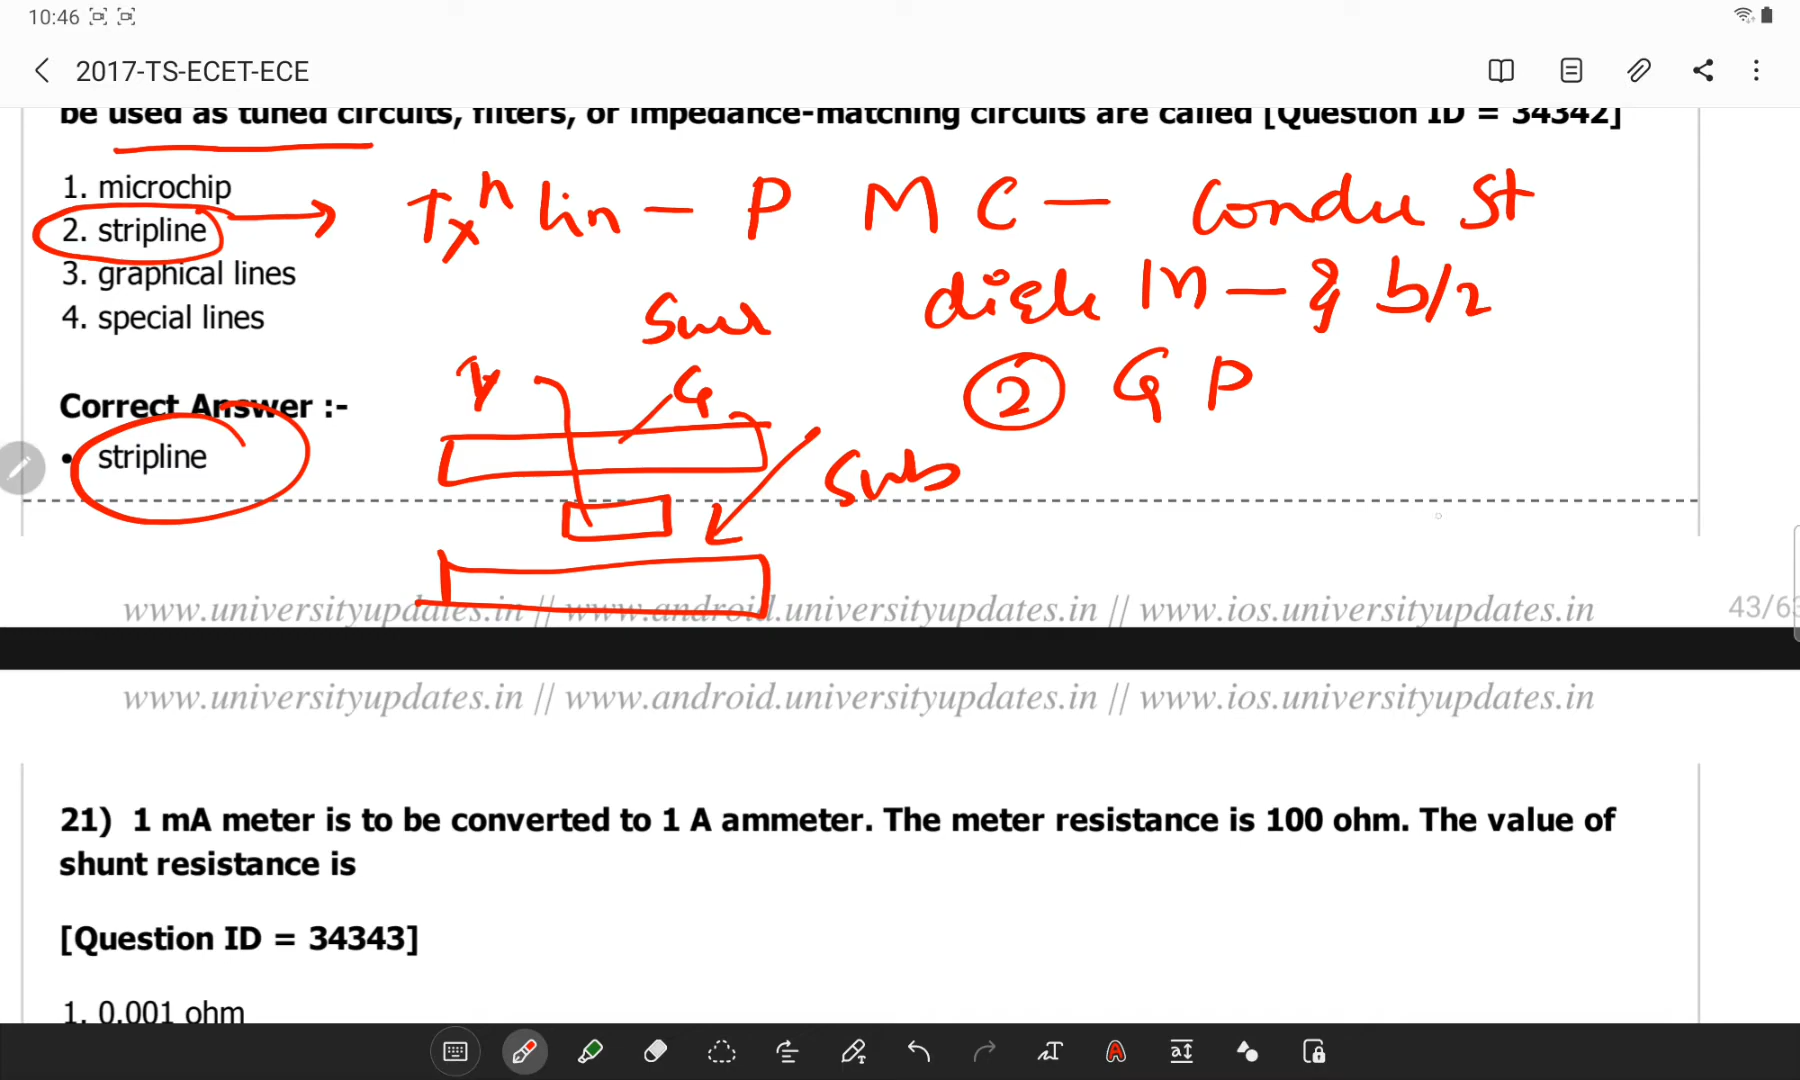 10:46
2017-TS-ECET-ECE
be used as tuned circuits, filters, or impedance-matching circuits are called [Question ID = 34342]
1. microchip
2. stripline
3. graphical lines
4. special lines
Txn lin - P M C - Condu St
diele m - & b/2
② G P
G
Sub
Correct Answer :-
• stripline
www.universityupdates.in || www.android.universityupdates.in || www.ios.universityupdates.in
43/63
www.universityupdates.in || www.android.universityupdates.in || www.ios.universityupdates.in
21) 1 mA meter is to be converted to 1 A ammeter. The meter resistance is 100 ohm. The value of
shunt resistance is
[Question ID = 34343]
1. 0.001 ohm